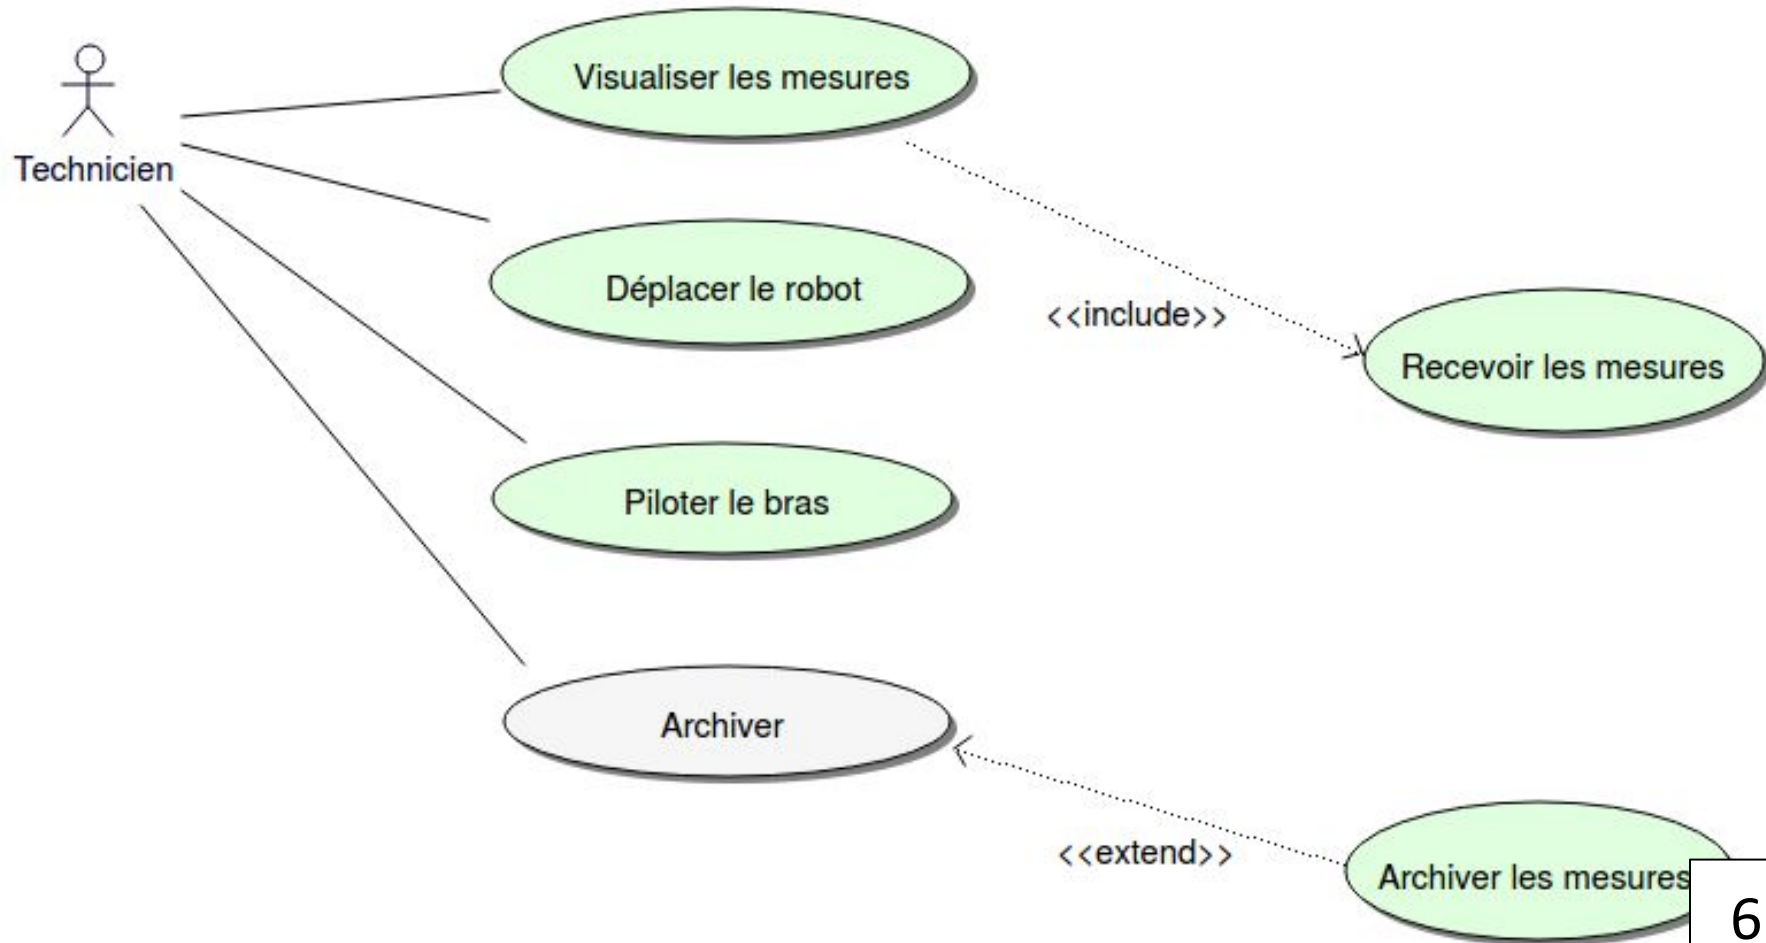 Visualiser les mesures
Technicien
Déplacer le robot
<<include>>
Recevoir les mesures
Piloter le bras
Archiver
<<extend>>
Archiver les mesures
6